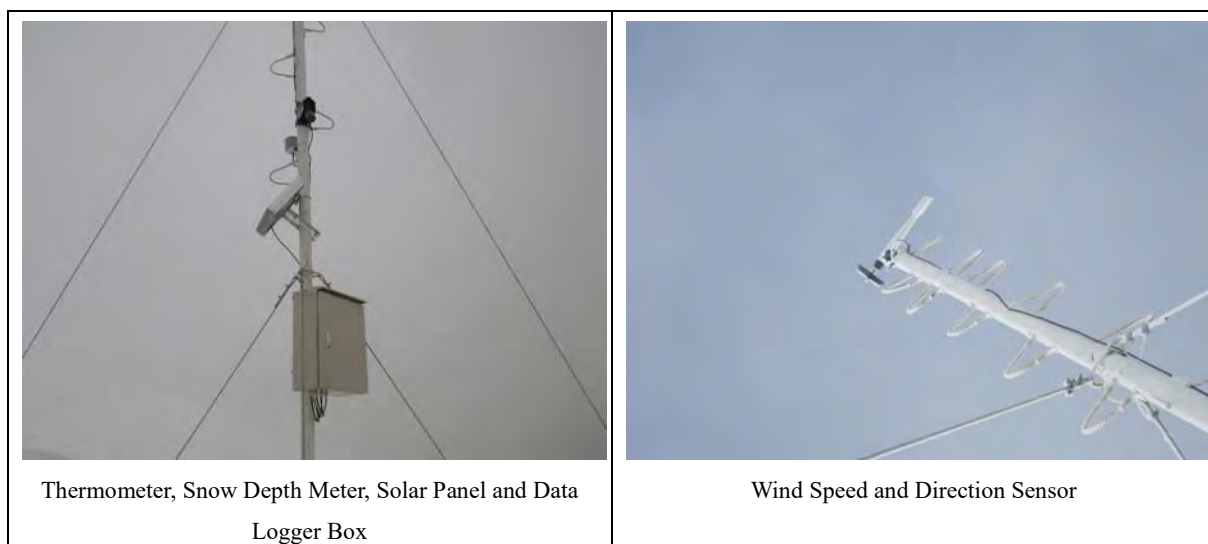 Thermometer, Snow Depth Meter, Solar Panel and Data
Logger Box
Wind Speed and Direction Sensor